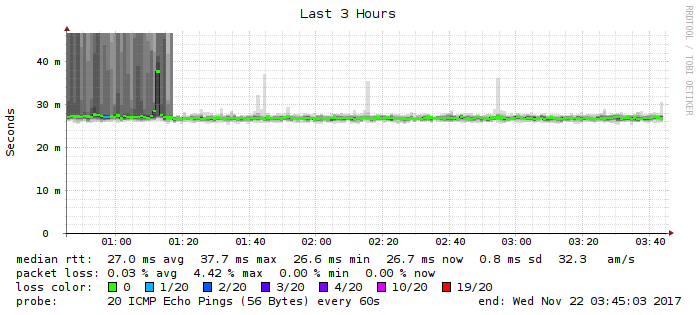 Last 3 Hours
RRDTOOL / TOBI OETIKER
Seconds
40 m
30 m
20 m
10 m
0
01:00 01:20 01:40 02:00 02:20 02:40 03:00 03:20 03:40
median rtt: 27.0 ms avg 37.7 ms max 26.6 ms min 26.7 ms now 0.8 ms sd 32.3 am/s
packet loss: 0.03 % avg 4.42 % max 0.00 % min 0.00 % now
loss color: 0 1/20 2/20 3/20 4/20 10/20 19/20
probe: 20 ICMP Echo Pings (56 Bytes) every 60s end: Wed Nov 22 03:45:03 2017